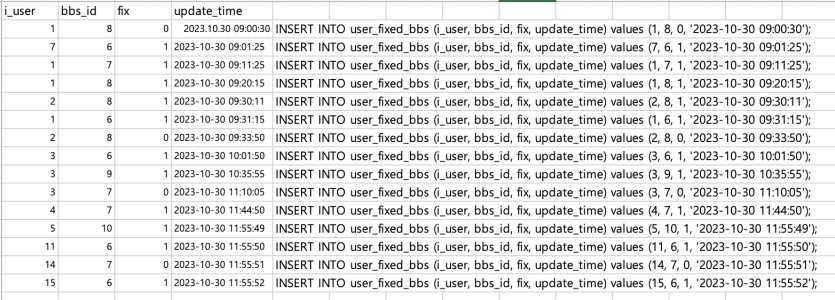 i_user bbs_id fix update_time
1 8 0 2023.10.30 09:00:30 INSERT INTO user_fixed_bbs (i_user, bbs_id, fix, update_time) values (1, 8, 0, '2023-10-30 09:00:30');
7 6 1 2023-10-30 09:01:25 INSERT INTO user_fixed_bbs (i_user, bbs_id, fix, update_time) values (7, 6, 1, '2023-10-30 09:01:25');
1 7 1 2023-10-30 09:11:25 INSERT INTO user_fixed_bbs (i_user, bbs_id, fix, update_time) values (1, 7, 1, '2023-10-30 09:11:25');
1 8 1 2023-10-30 09:20:15 INSERT INTO user_fixed_bbs (i_user, bbs_id, fix, update_time) values (1, 8, 1, '2023-10-30 09:20:15');
2 8 1 2023-10-30 09:30:11 INSERT INTO user_fixed_bbs (i_user, bbs_id, fix, update_time) values (2, 8, 1, '2023-10-30 09:30:11');
1 6 1 2023-10-30 09:31:15 INSERT INTO user_fixed_bbs (i_user, bbs_id, fix, update_time) values (1, 6, 1, '2023-10-30 09:31:15');
2 8 0 2023-10-30 09:33:50 INSERT INTO user_fixed_bbs (i_user, bbs_id, fix, update_time) values (2, 8, 0, '2023-10-30 09:33:50');
3 6 1 2023-10-30 10:01:50 INSERT INTO user_fixed_bbs (i_user, bbs_id, fix, update_time) values (3, 6, 1, '2023-10-30 10:01:50');
3 9 1 2023-10-30 10:35:55 INSERT INTO user_fixed_bbs (i_user, bbs_id, fix, update_time) values (3, 9, 1, '2023-10-30 10:35:55');
3 7 0 2023-10-30 11:10:05 INSERT INTO user_fixed_bbs (i_user, bbs_id, fix, update_time) values (3, 7, 0, '2023-10-30 11:10:05');
4 7 1 2023-10-30 11:44:50 INSERT INTO user_fixed_bbs (i_user, bbs_id, fix, update_time) values (4, 7, 1, '2023-10-30 11:44:50');
5 10 1 2023-10-30 11:55:49 INSERT INTO user_fixed_bbs (i_user, bbs_id, fix, update_time) values (5, 10, 1, '2023-10-30 11:55:49');
11 6 1 2023-10-30 11:55:50 INSERT INTO user_fixed_bbs (i_user, bbs_id, fix, update_time) values (11, 6, 1, '2023-10-30 11:55:50');
14 7 0 2023-10-30 11:55:51 INSERT INTO user_fixed_bbs (i_user, bbs_id, fix, update_time) values (14, 7, 0, '2023-10-30 11:55:51');
15 6 1 2023-10-30 11:55:52 INSERT INTO user_fixed_bbs (i_user, bbs_id, fix, update_time) values (15, 6, 1, '2023-10-30 11:55:52');